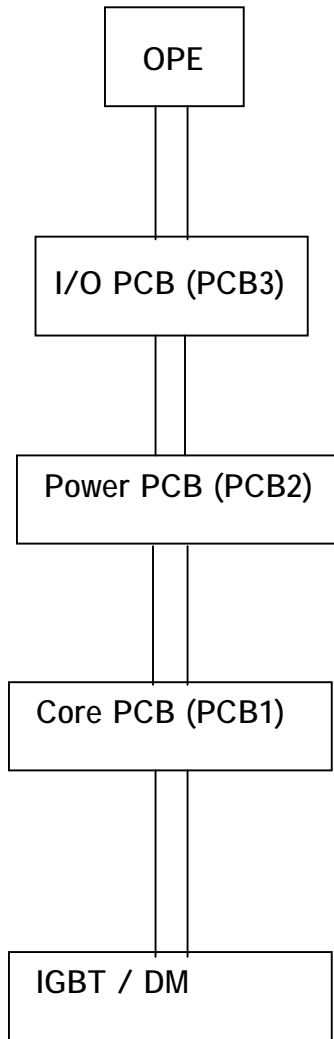 OPE
I/O PCB (PCB3)
Power PCB (PCB2)
Core PCB (PCB1)
IGBT / DM